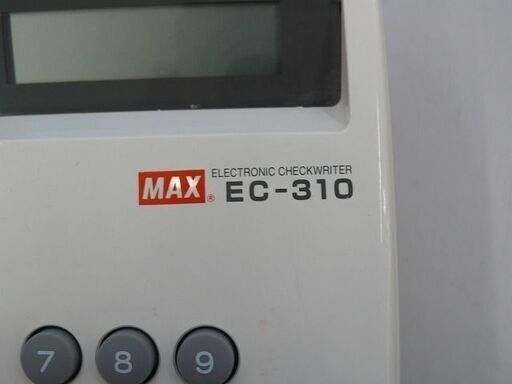 ELECTRONIC CHECKWRITER
MAX® EC-310
7 8 9